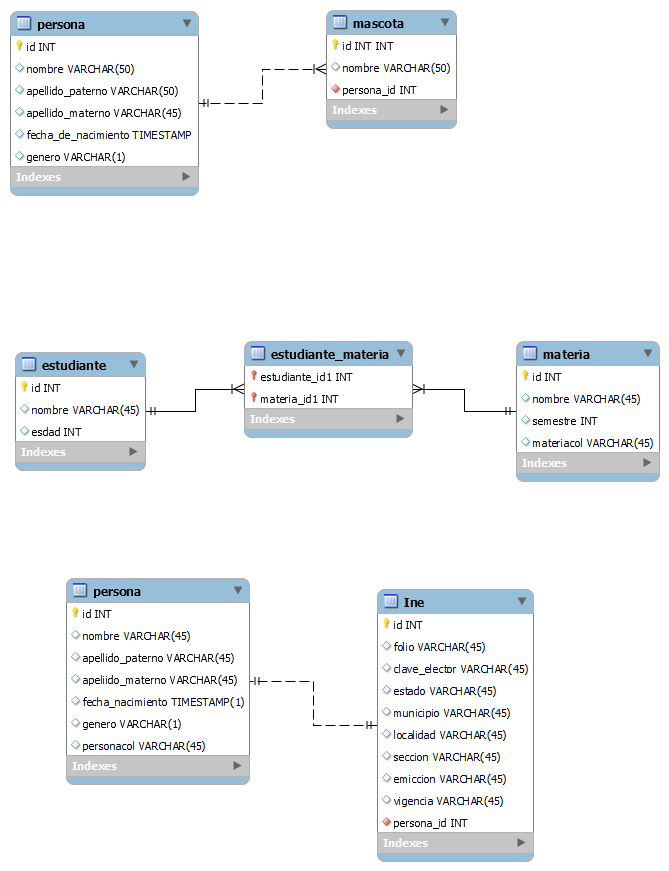 persona
id INT
nombre VARCHAR(50)
apellido_paterno VARCHAR(50)
apellido_materno VARCHAR(45)
fecha_de_nacimiento TIMESTAMP
genero VARCHAR(1)
Indexes
mascota
id INT INT
nombre VARCHAR(50)
persona_id INT
Indexes
estudiante
id INT
nombre VARCHAR(45)
esdad INT
Indexes
estudiante_materia
estudiante_id1 INT
materia_id1 INT
Indexes
materia
id INT
nombre VARCHAR(45)
semestre INT
materiacol VARCHAR(45)
Indexes
persona
id INT
nombre VARCHAR(45)
apellido_paterno VARCHAR(45)
apellido_materno VARCHAR(45)
fecha_nacimiento TIMESTAMP(1)
genero VARCHAR(1)
personacol VARCHAR(45)
Indexes
Ine
id INT
folio VARCHAR(45)
clave_elector VARCHAR(45)
estado VARCHAR(45)
municipio VARCHAR(45)
localidad VARCHAR(45)
seccion VARCHAR(45)
emiccion VARCHAR(45)
vigencia VARCHAR(45)
persona_id INT
Indexes